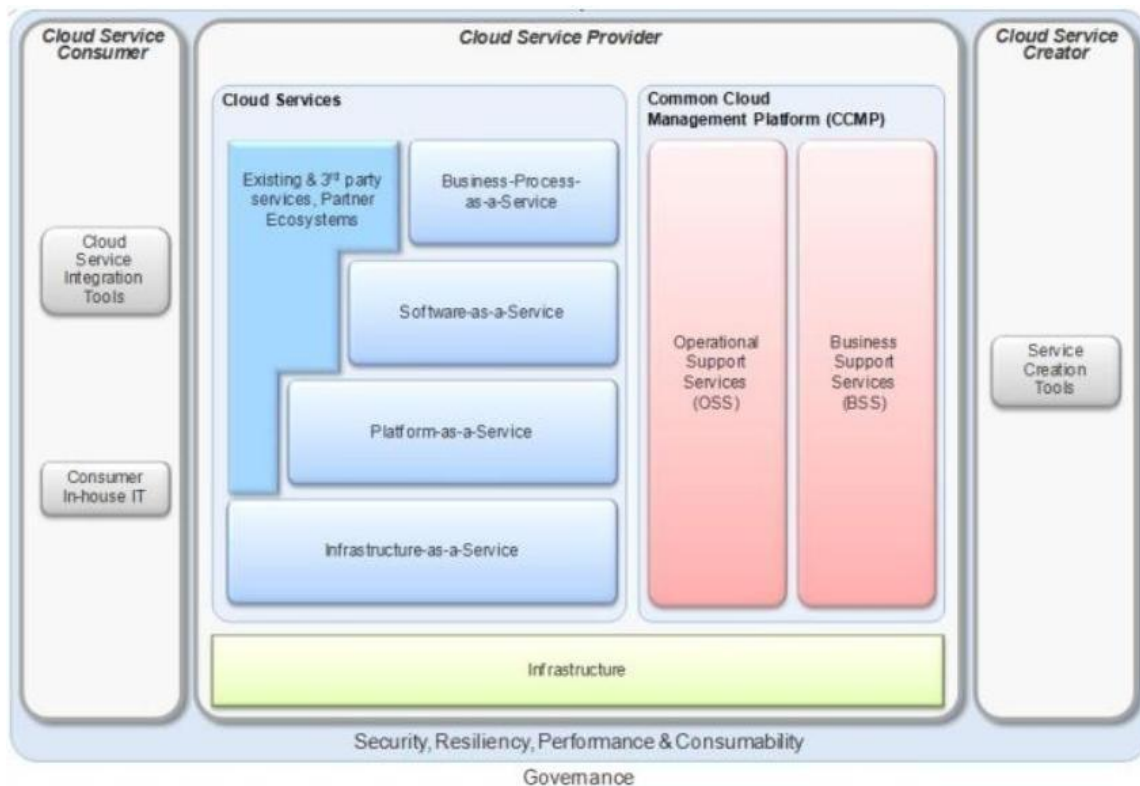 Cloud Service
Consumer
Cloud Service
Integration
Tools
Consumer
In-house IT
Cloud Service Provider
Cloud Services
Existing & 3rd party
services, Partner
Ecosystems
Business-Process-
as-a-Service
Software-as-a-Service
Platform-as-a-Service
Infrastructure-as-a-Service
Common Cloud
Management Platform (CCMP)
Operational
Support
Services
(OSS)
Business
Support
Services
(BSS)
Infrastructure
Cloud Service
Creator
Service
Creation
Tools
Security, Resiliency, Performance & Consumability
Governance